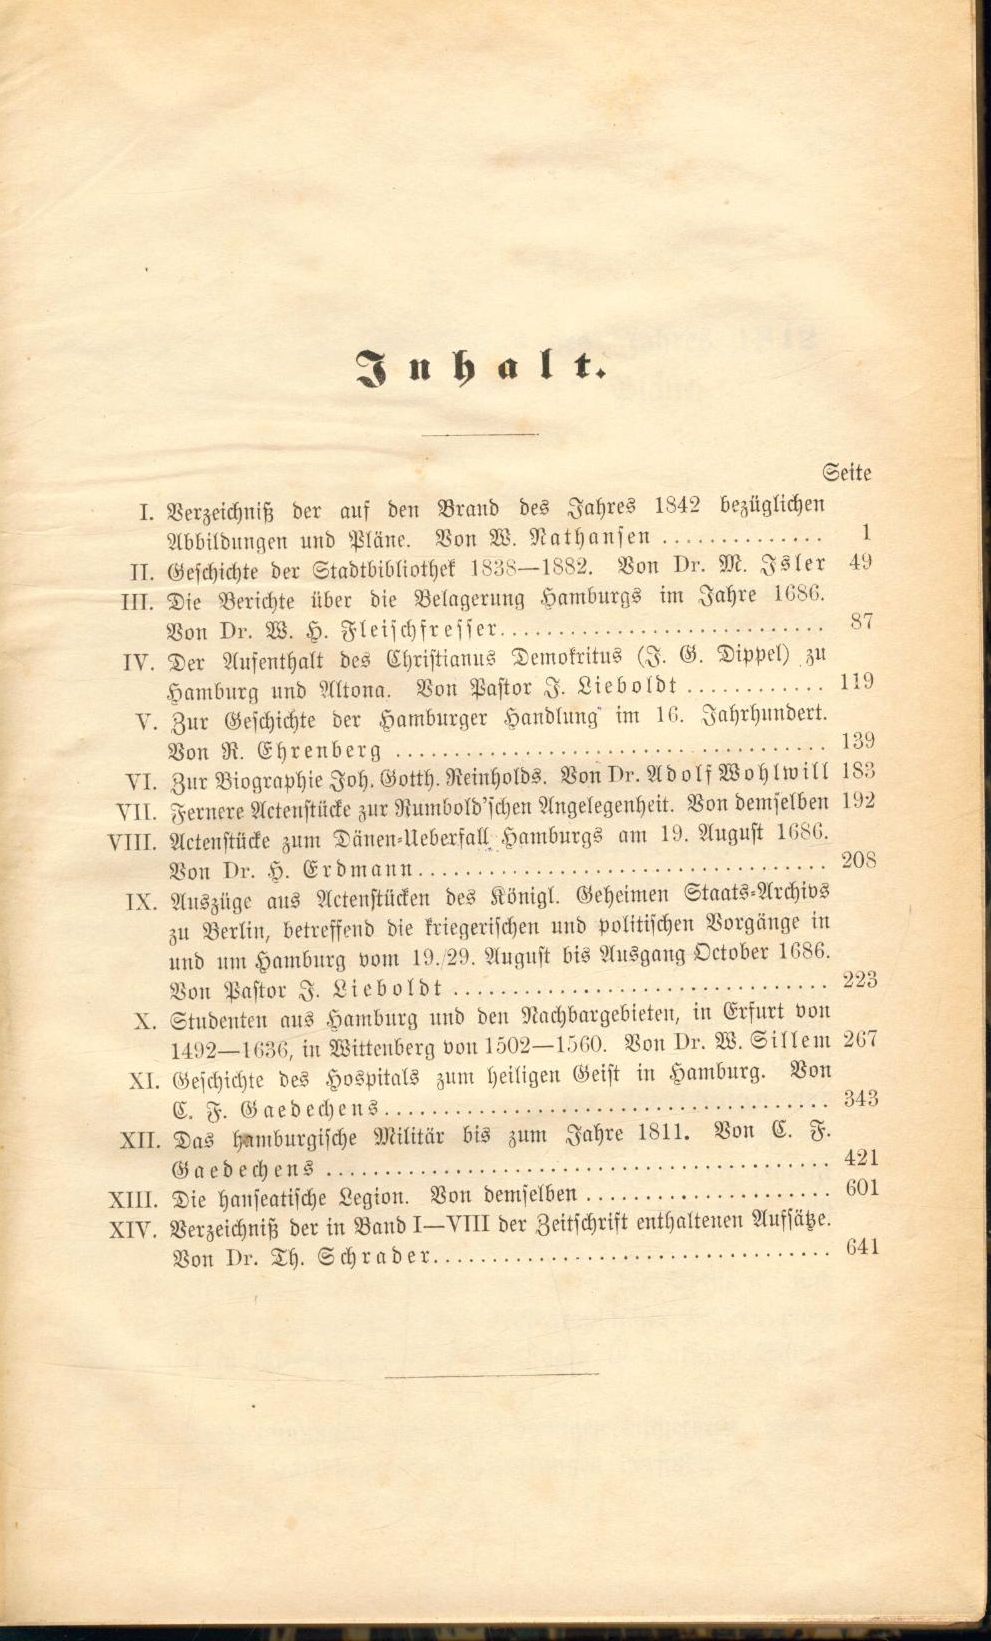 Inhalt.
Seite
I. Verzeichniß der auf den Brand des Jahres 1842 bezüglichen
Abbildungen und Pläne. Von W. Nathansen .............. 1
II. Geschichte der Stadtbibliothek 1838—1882. Von Dr. M. Isler 49
III. Die Berichte über die Belagerung Hamburgs im Jahre 1686.
Von Dr. W. H. Fleischfresser............................ 87
IV. Der Aufenthalt des Christianus Demokritus (J. G. Dippel) zu
Hamburg und Altona. Von Pastor J. Lieboldt ............ 119
V. Zur Geschichte der Hamburger Handlung im 16. Jahrhundert.
Von R. Ehrenberg .................................... 139
VI. Zur Biographie Joh. Gotth. Reinholds. Von Dr. Adolf Wohlwill 183
VII. Fernere Actenstücke zur Rumbold'schen Angelegenheit. Von demselben 192
VIII. Actenstücke zum Dänen-Ueberfall Hamburgs am 19. August 1686.
Von Dr. H. Erdmann................................... 208
IX. Auszüge aus Actenstücken des Königl. Geheimen Staats-Archivs
zu Berlin, betreffend die kriegerischen und politischen Vorgänge in
und um Hamburg vom 19./29. August bis Ausgang October 1686.
Von Pastor J. Lieboldt ................................ 223
X. Studenten aus Hamburg und den Nachbargebieten, in Erfurt von
1492—1636, in Wittenberg von 1502—1560. Von Dr. W. Sillem 267
XI. Geschichte des Hospitals zum heiligen Geist in Hamburg. Von
C. F. Gaedechens...................................... 343
XII. Das hamburgische Militär bis zum Jahre 1811. Von C. F.
Gaedechens .......................................... 421
XIII. Die hanseatische Legion. Von demselben ..................... 601
XIV. Verzeichniß der in Band I—VIII der Zeitschrift enthaltenen Aufsätze.
Von Dr. Th. Schrader.................................. 641